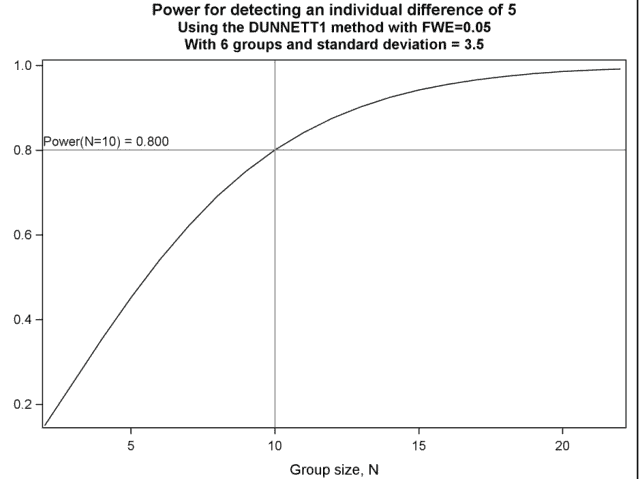 Power for detecting an individual difference of 5
Using the DUNNETT1 method with FWE=0.05
With 6 groups and standard deviation = 3.5
1.0
Power(N=10) = 0.800
0.8
0.6
0.4
0.2
5 10 15 20
Group size, N